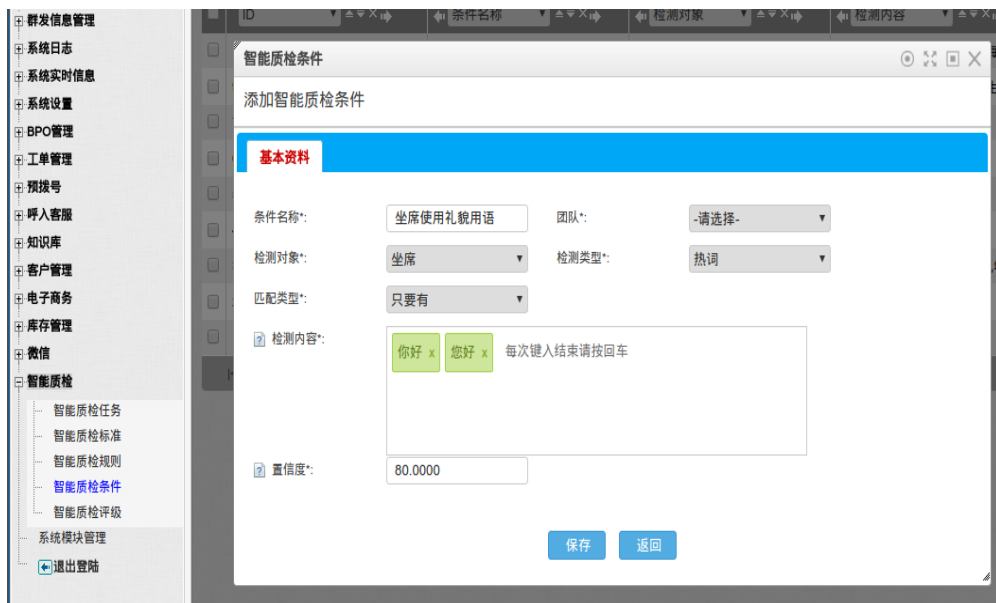 群发信息管理
系统日志
系统实时信息
系统设置
BPO管理
工单管理
预拨号
呼入客服
知识库
客户管理
电子商务
库存管理
微信
智能质检
智能质检任务
智能质检标准
智能质检规则
智能质检条件
智能质检评级
系统模块管理
退出登陆
ID 条件名称 检测对象 检测内容
智能质检条件
添加智能质检条件
基本资料
条件名称*: 坐席使用礼貌用语 团队*: -请选择-
检测对象*: 坐席 检测类型*: 热词
匹配类型*: 只要有
检测内容*: 你好 x 您好 x 每次键入结束请按回车
置信度*: 80.0000
保存 返回